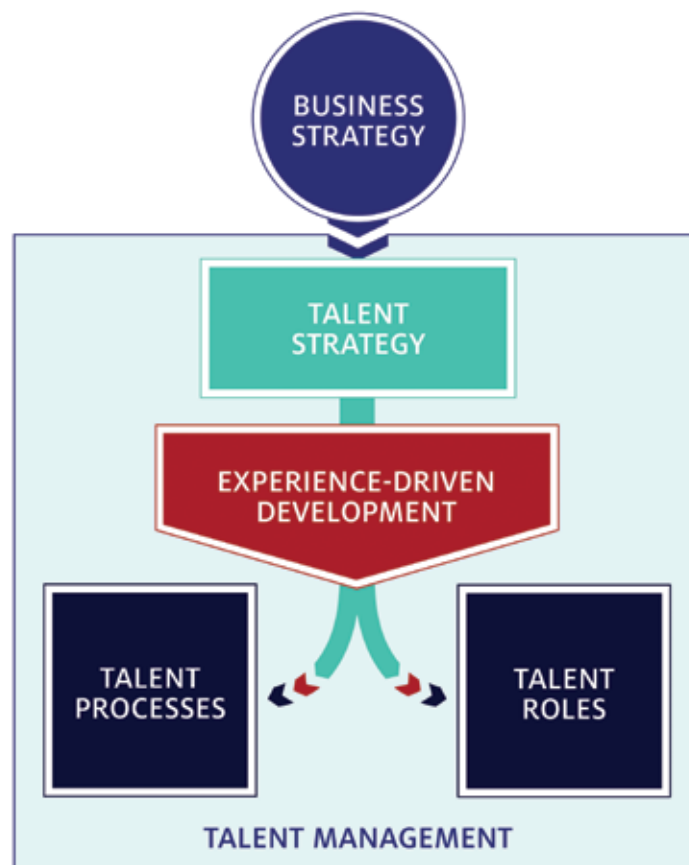 BUSINESS
STRATEGY
TALENT
STRATEGY
EXPERIENCE-DRIVEN
DEVELOPMENT
TALENT
PROCESSES
TALENT
ROLES
TALENT MANAGEMENT